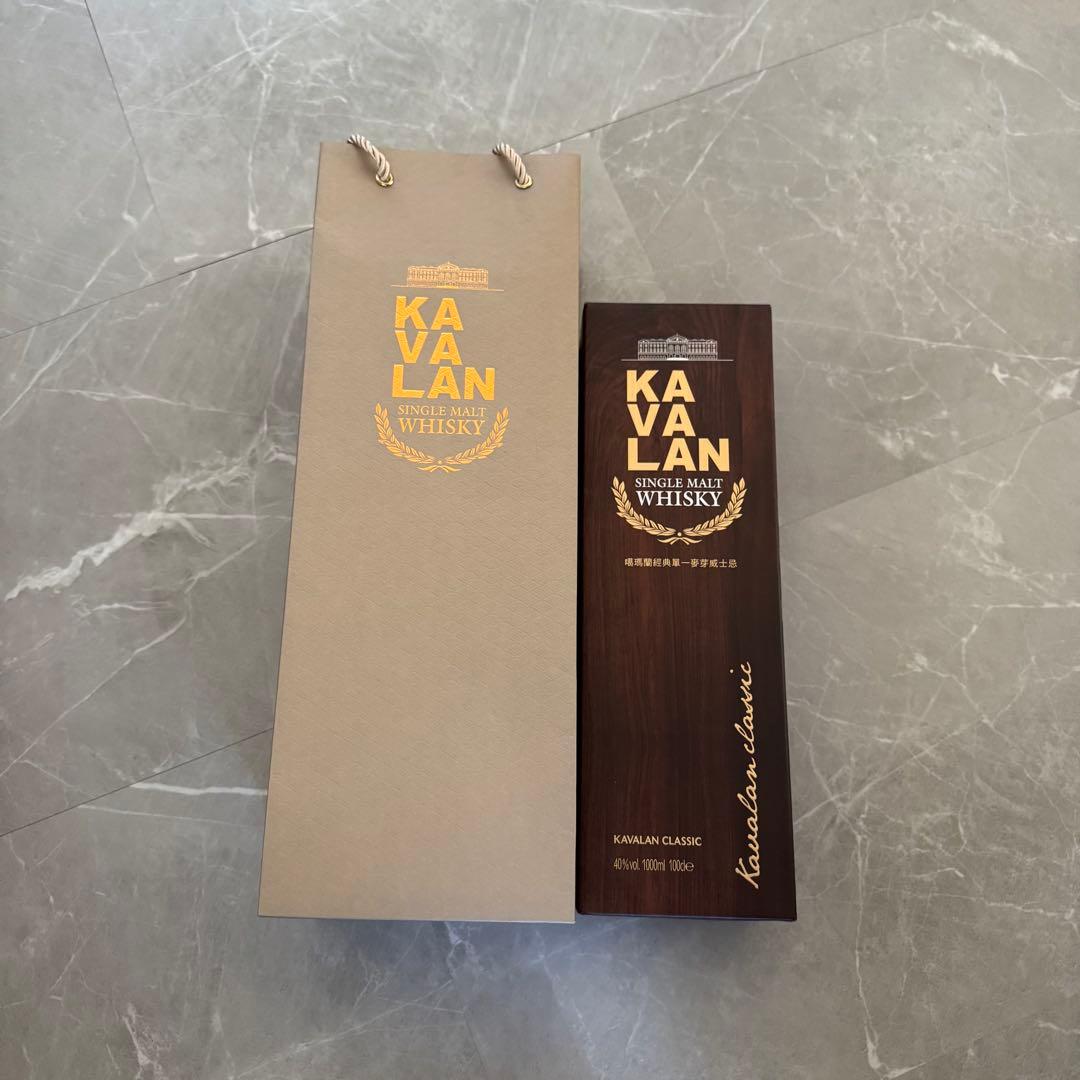 KA
VA
LAN
SINGLE MALT
WHISKY
KA
VA
LAN
SINGLE MALT
WHISKY
噶瑪蘭經典單一麥芽威士忌
Kavalan classic
KAVALAN CLASSIC
40%vol. 1000ml 100cl℮